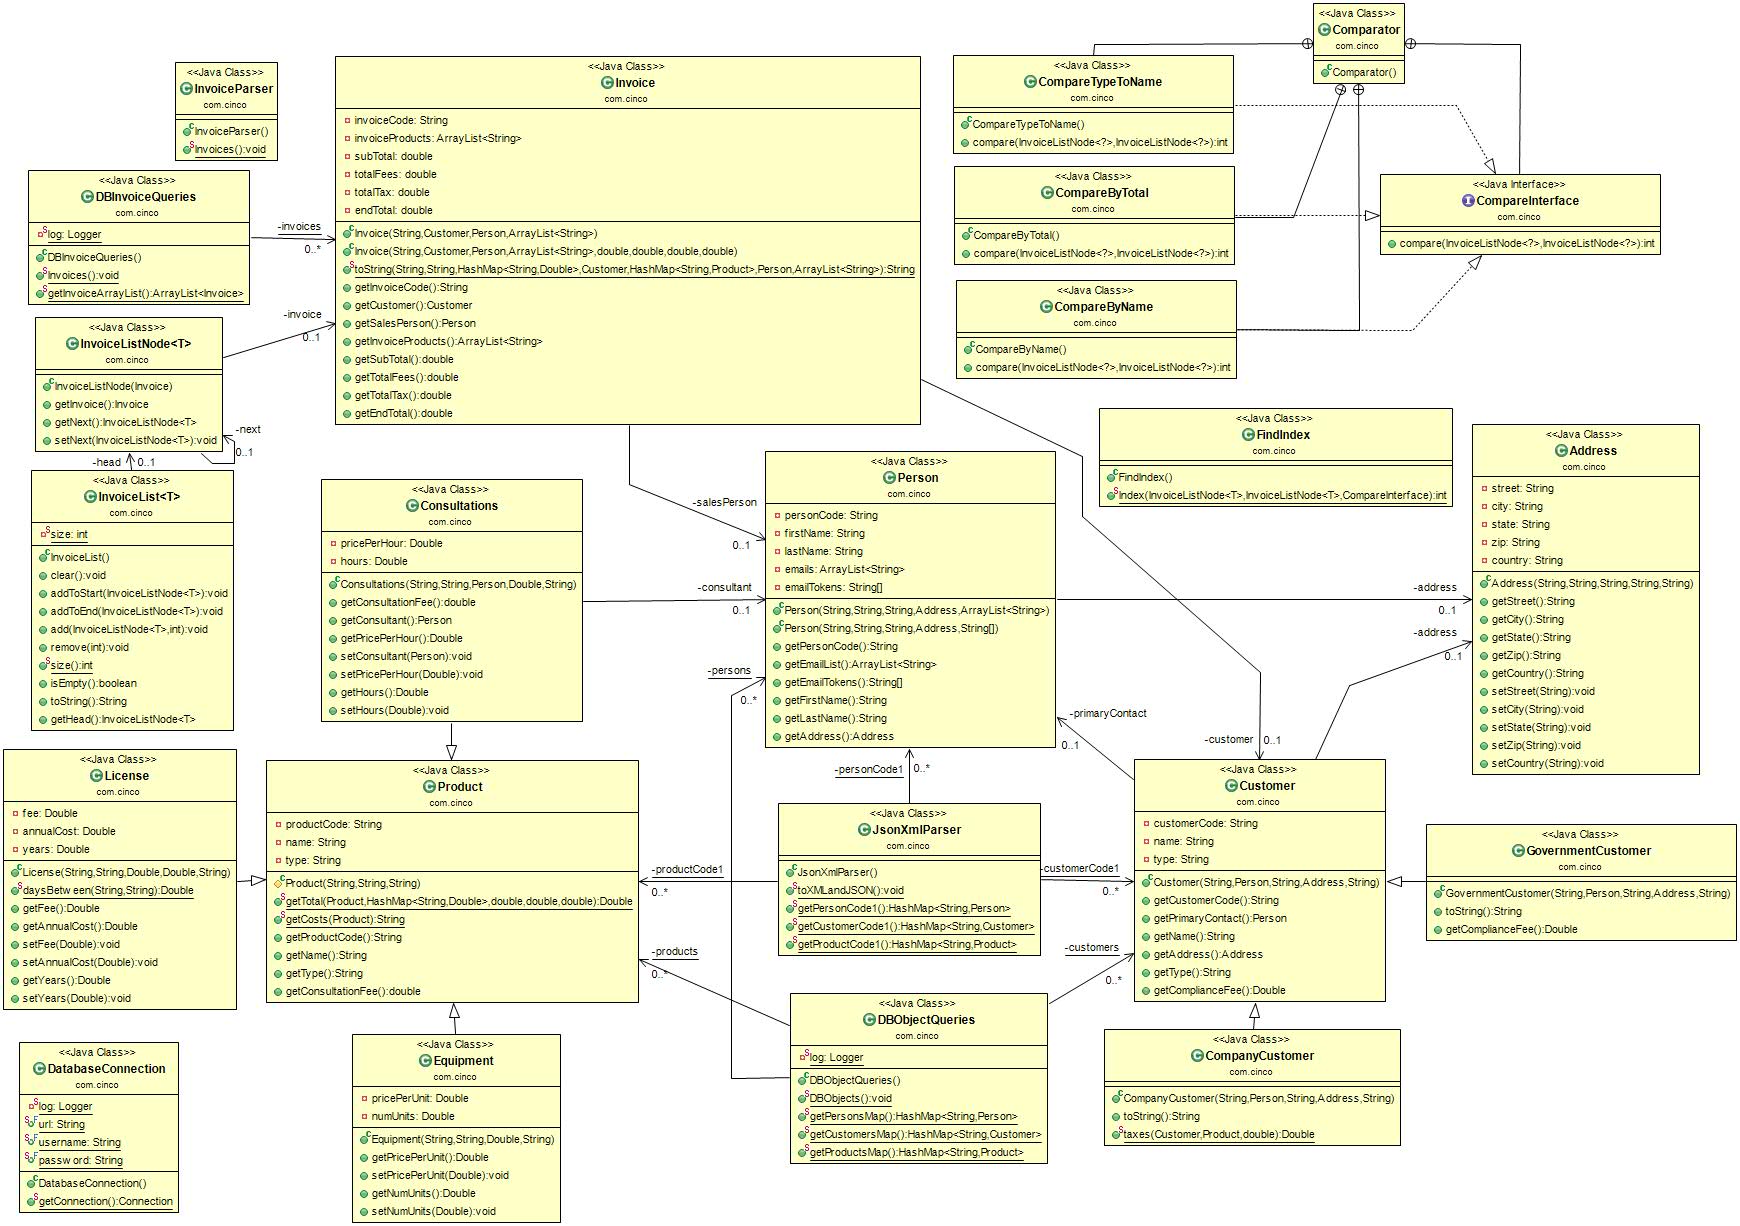 <<Java Class>>
InvoiceParser
com.cinco
InvoiceParser()
Invoices():void
<<Java Class>>
DBInvoiceQueries
com.cinco
log: Logger
DBInvoiceQueries()
Invoices():void
getInvoiceArrayList():ArrayList<Invoice>
-invoices
0..*
<<Java Class>>
InvoiceListNode<T>
com.cinco
InvoiceListNode(Invoice)
getInvoice():Invoice
getNext():InvoiceListNode<T>
setNext(InvoiceListNode<T>):void
-invoice
0..1
-next
0..1
-head
0..1
<<Java Class>>
InvoiceList<T>
com.cinco
size: int
InvoiceList()
clear():void
addToStart(InvoiceListNode<T>):void
addToEnd(InvoiceListNode<T>):void
add(InvoiceListNode<T>,int):void
remove(int):void
size():int
isEmpty():boolean
toString():String
getHead():InvoiceListNode<T>
<<Java Class>>
Invoice
com.cinco
invoiceCode: String
invoiceProducts: ArrayList<String>
subTotal: double
totalFees: double
totalTax: double
endTotal: double
Invoice(String,Customer,Person,ArrayList<String>)
Invoice(String,Customer,Person,ArrayList<String>,double,double,double,double)
toString(String,String,HashMap<String,Double>,Customer,HashMap<String,Product>,Person,ArrayList<String>):String
getInvoiceCode():String
getCustomer():Customer
getSalesPerson():Person
getInvoiceProducts():ArrayList<String>
getSubTotal():double
getTotalFees():double
getTotalTax():double
getEndTotal():double
<<Java Class>>
Comparator
com.cinco
Comparator()
<<Java Class>>
CompareTypeToName
com.cinco
CompareTypeToName()
compare(InvoiceListNode<?>,InvoiceListNode<?>):int
<<Java Class>>
CompareByTotal
com.cinco
CompareByTotal()
compare(InvoiceListNode<?>,InvoiceListNode<?>):int
<<Java Class>>
CompareByName
com.cinco
CompareByName()
compare(InvoiceListNode<?>,InvoiceListNode<?>):int
<<Java Interface>>
CompareInterface
com.cinco
compare(InvoiceListNode<?>,InvoiceListNode<?>):int
<<Java Class>>
FindIndex
com.cinco
FindIndex()
Index(InvoiceListNode<T>,InvoiceListNode<T>,CompareInterface):int
<<Java Class>>
Address
com.cinco
street: String
city: String
state: String
zip: String
country: String
Address(String,String,String,String,String)
getStreet():String
getCity():String
getState():String
getZip():String
getCountry():String
setStreet(String):void
setCity(String):void
setState(String):void
setZip(String):void
setCountry(String):void
<<Java Class>>
Consultations
com.cinco
pricePerHour: Double
hours: Double
Consultations(String,String,Person,Double,String)
getConsultationFee():double
getConsultant():Person
getPricePerHour():Double
setConsultant(Person):void
setPricePerHour(Double):void
getHours():Double
setHours(Double):void
-salesPerson
0..1
-consultant
0..1
-persons
0..*
<<Java Class>>
Person
com.cinco
personCode: String
firstName: String
lastName: String
emails: ArrayList<String>
emailTokens: String[]
Person(String,String,String,Address,ArrayList<String>)
Person(String,String,String,Address,String[])
getPersonCode():String
getEmailList():ArrayList<String>
getEmailTokens():String[]
getFirstName():String
getLastName():String
getAddress():Address
-address
0..1
-address
0..1
-primaryContact
0..1
-customer
0..1
-personCode1
0..*
<<Java Class>>
License
com.cinco
fee: Double
annualCost: Double
years: Double
License(String,String,Double,Double,String)
daysBetween(String,String):Double
getFee():Double
getAnnualCost():Double
setFee(Double):void
setAnnualCost(Double):void
getYears():Double
setYears(Double):void
<<Java Class>>
Product
com.cinco
productCode: String
name: String
type: String
Product(String,String,String)
getTotal(Product,HashMap<String,Double>,double,double,double):Double
getCosts(Product):String
getProductCode():String
getName():String
getType():String
getConsultationFee():double
-productCode1
0..*
-products
0..*
<<Java Class>>
JsonXmlParser
com.cinco
JsonXmlParser()
toXMLandJSON():void
getPersonCode1():HashMap<String,Person>
getCustomerCode1():HashMap<String,Customer>
getProductCode1():HashMap<String,Product>
-customerCode1
0..*
-customers
0..*
<<Java Class>>
Customer
com.cinco
customerCode: String
name: String
type: String
Customer(String,Person,String,Address,String)
getCustomerCode():String
getPrimaryContact():Person
getName():String
getAddress():Address
getType():String
getComplianceFee():Double
<<Java Class>>
GovernmentCustomer
com.cinco
GovernmentCustomer(String,Person,String,Address,String)
toString():String
getComplianceFee():Double
<<Java Class>>
DatabaseConnection
com.cinco
log: Logger
url: String
username: String
password: String
DatabaseConnection()
getConnection():Connection
<<Java Class>>
Equipment
com.cinco
pricePerUnit: Double
numUnits: Double
Equipment(String,String,Double,String)
getPricePerUnit():Double
setPricePerUnit(Double):void
getNumUnits():Double
setNumUnits(Double):void
<<Java Class>>
DBObjectQueries
com.cinco
log: Logger
DBObjectQueries()
DBObjects():void
getPersonsMap():HashMap<String,Person>
getCustomersMap():HashMap<String,Customer>
getProductsMap():HashMap<String,Product>
<<Java Class>>
CompanyCustomer
com.cinco
CompanyCustomer(String,Person,String,Address,String)
toString():String
taxes(Customer,Product,double):Double